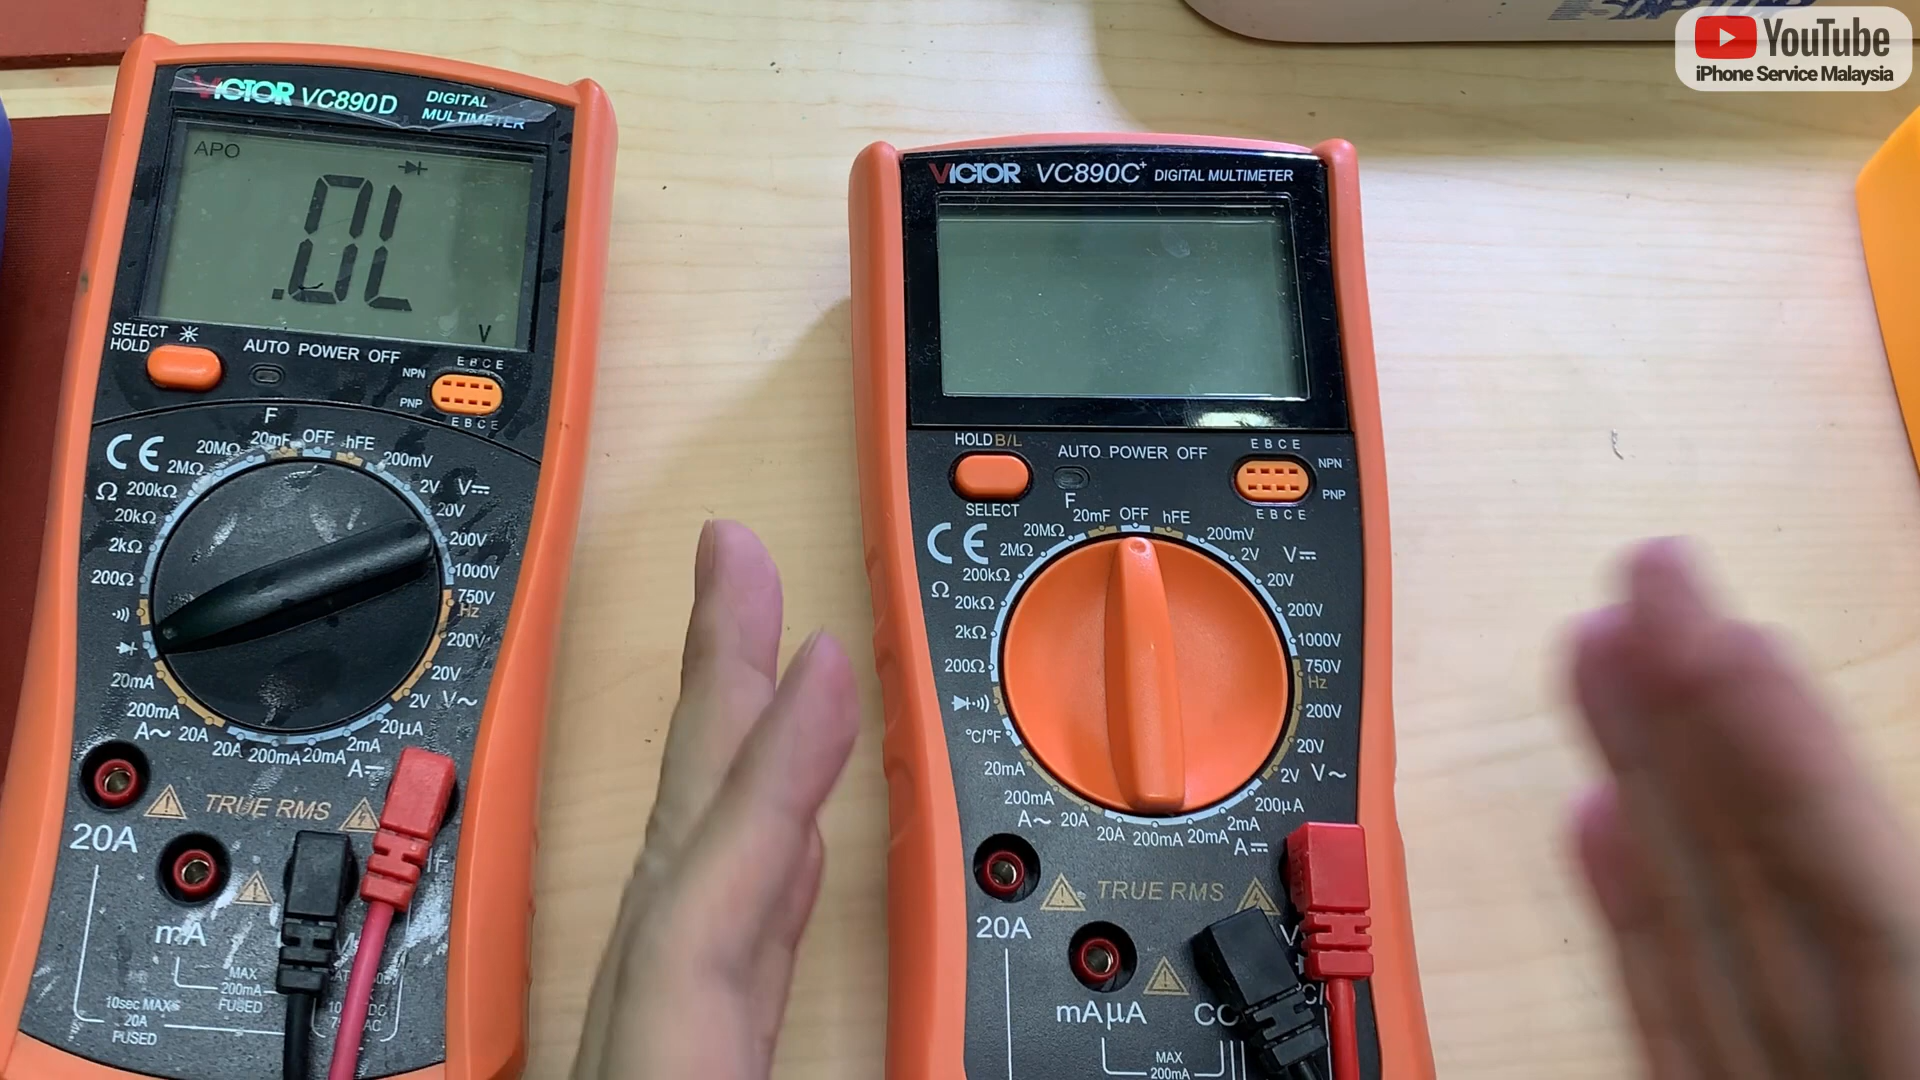 YouTube
iPhone Service Malaysia
VICTOR VC890D DIGITAL MULTIMETER
APO
.0L
V
SELECT
HOLD
AUTO POWER OFF
E B C E
NPN
PNP
E B C E
F
20mF
OFF
hFE
200mV
2V
V
20V
200V
1000V
750V
Hz
200V
20V
2V
V~
20μA
2mA
A
20mA
200mA
20A
20A
A~
200mA
20mA
200Ω
2kΩ
20kΩ
Ω
200kΩ
2MΩ
20MΩ
CE
TRUE RMS
20A
mA
MAX
200mA
FUSED
10sec MAX
20A
FUSED
VICTOR VC890C+ DIGITAL MULTIMETER
HOLD B/L
SELECT
AUTO POWER OFF
E B C E
NPN
PNP
E B C E
F
20mF
OFF
hFE
200mV
2V
V
20V
200V
1000V
750V
Hz
200V
20V
2V
V~
200μA
2mA
A
20mA
200mA
20A
20A
A~
200mA
20mA
°C/°F
200Ω
2kΩ
20kΩ
Ω
200kΩ
2MΩ
20MΩ
CE
TRUE RMS
20A
mAμA
MAX
200mA